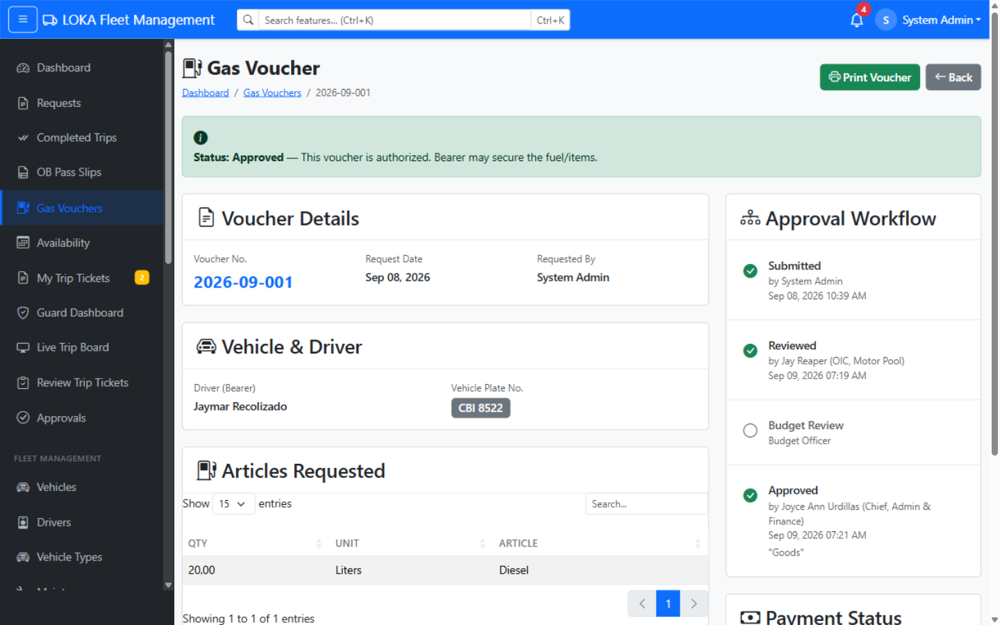 LOKA Fleet Management
Search features... (Ctrl+K)
Ctrl+K
4
S
System Admin
Dashboard
Requests
Completed Trips
OB Pass Slips
Gas Vouchers
Availability
My Trip Tickets
2
Guard Dashboard
Live Trip Board
Review Trip Tickets
Approvals
FLEET MANAGEMENT
Vehicles
Drivers
Vehicle Types
Gas Voucher
Dashboard / Gas Vouchers / 2026-09-001
Print Voucher
Back
Status: Approved — This voucher is authorized. Bearer may secure the fuel/items.
Voucher Details
Voucher No.
2026-09-001
Request Date
Sep 08, 2026
Requested By
System Admin
Vehicle & Driver
Driver (Bearer)
Jaymar Recolizado
Vehicle Plate No.
CBI 8522
Articles Requested
Show 15 entries
Search...
QTY UNIT ARTICLE
20.00 Liters Diesel
1
Showing 1 to 1 of 1 entries
Approval Workflow
Submitted
by System Admin
Sep 08, 2026 10:39 AM
Reviewed
by Jay Reaper (OIC, Motor Pool)
Sep 09, 2026 07:19 AM
Budget Review
Budget Officer
Approved
by Joyce Ann Urdillas (Chief, Admin &
Finance)
Sep 09, 2026 07:21 AM
"Goods"
Payment Status